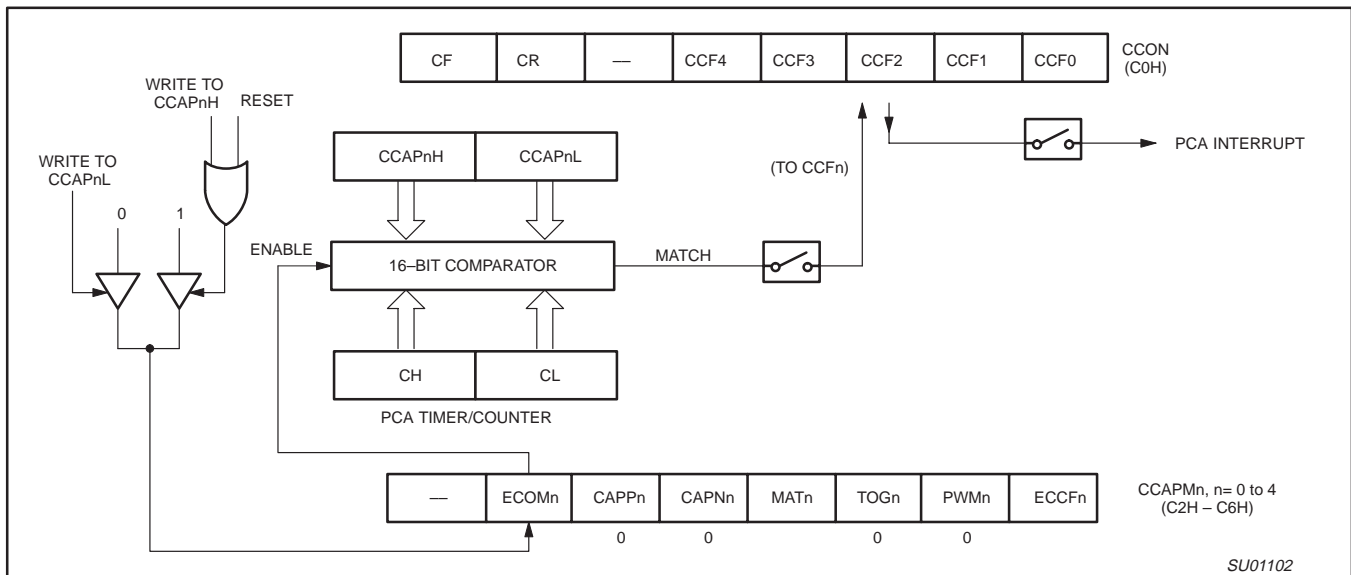 CF CR — CCF4 CCF3 CCF2 CCF1 CCF0
CCON
(C0H)
WRITE TO
CCAPnH
RESET
WRITE TO
CCAPnL
0
1
CCAPnH CCAPnL
(TO CCFn)
PCA INTERRUPT
ENABLE
16–BIT COMPARATOR
MATCH
CH CL
PCA TIMER/COUNTER
— ECOMn CAPPn CAPNn MATn TOGn PWMn ECCFn
CCAPMn, n= 0 to 4
(C2H – C6H)
0 0 0 0
SU01102